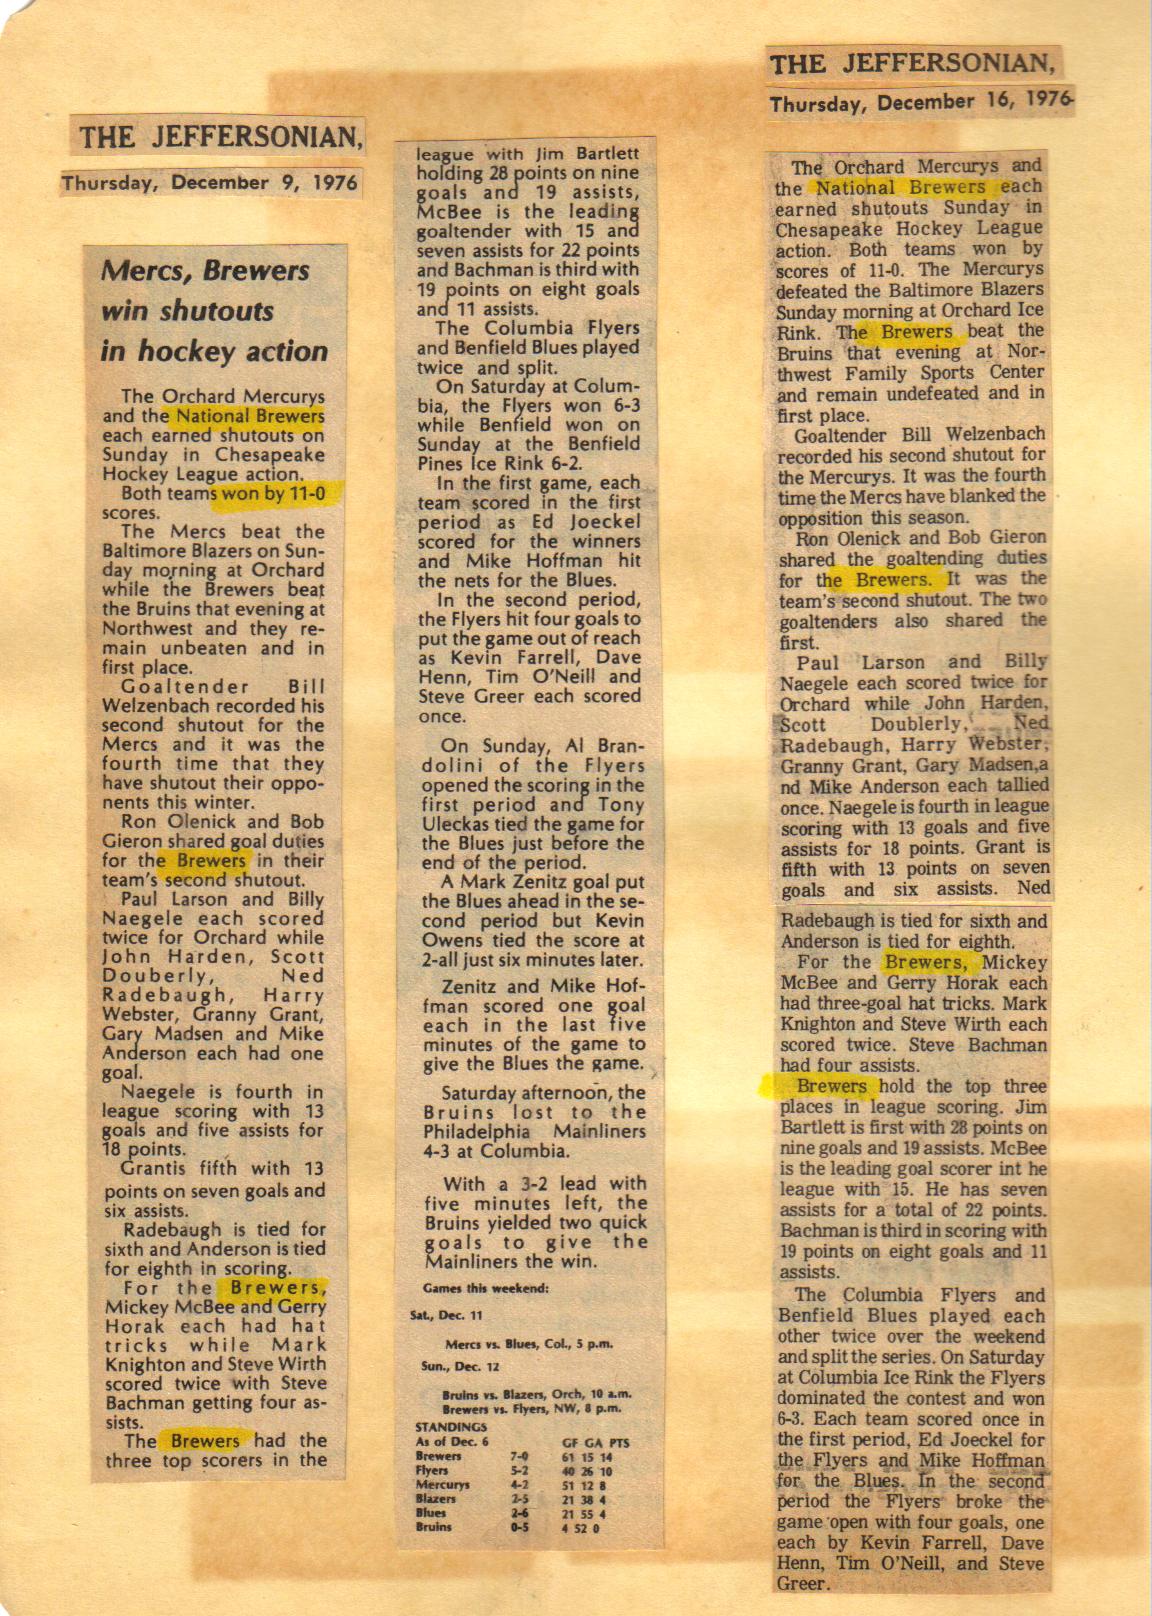 THE JEFFERSONIAN,
Thursday, December 9, 1976
Mercs, Brewers
win shutouts
in hockey action
The Orchard Mercurys
and the National Brewers
each earned shutouts on
Sunday in Chesapeake
Hockey League action.
Both teams won by 11-0
scores.
The Mercs beat the
Baltimore Blazers on Sun-
day morning at Orchard
while the Brewers beat
the Bruins that evening at
Northwest and they re-
main unbeaten and in
first place.
Goaltender Bill
Welzenbach recorded his
second shutout for the
Mercs and it was the
fourth time that they
have shutout their oppo-
nents this winter.
Ron Olenick and Bob
Gieron shared goal duties
for the Brewers in their
team's second shutout.
Paul Larson and Billy
Naegele each scored
twice for Orchard while
John Harden, Scott
Douberly, Ned
Radebaugh, Harry
Webster, Granny Grant,
Gary Madsen and Mike
Anderson each had one
goal.
Naegele is fourth in
league scoring with 13
goals and five assists for
18 points.
Grantis fifth with 13
points on seven goals and
six assists.
Radebaugh is tied for
sixth and Anderson is tied
for eighth in scoring.
For the Brewers,
Mickey McBee and Gerry
Horak each had hat
tricks while Mark
Knighton and Steve Wirth
scored twice with Steve
Bachman getting four as-
sists.
The Brewers had the
three top scorers in the
league with Jim Bartlett
holding 28 points on nine
goals and 19 assists,
McBee is the leading
goaltender with 15 and
seven assists for 22 points
and Bachman is third with
19 points on eight goals
and 11 assists.
The Columbia Flyers
and Benfield Blues played
twice and split.
On Saturday at Colum-
bia, the Flyers won 6-3
while Benfield won on
Sunday at the Benfield
Pines Ice Rink 6-2.
In the first game, each
team scored in the first
period as Ed Joeckel
scored for the winners
and Mike Hoffman hit
the nets for the Blues.
In the second period,
the Flyers hit four goals to
put the game out of reach
as Kevin Farrell, Dave
Henn, Tim O'Neill and
Steve Greer each scored
once.
On Sunday, Al Bran-
dolini of the Flyers
opened the scoring in the
first period and Tony
Uleckas tied the game for
the Blues just before the
end of the period.
A Mark Zenitz goal put
the Blues ahead in the se-
cond period but Kevin
Owens tied the score at
2-all just six minutes later.
Zenitz and Mike Hof-
fman scored one goal
each in the last five
minutes of the game to
give the Blues the game.
Saturday afternoon, the
Bruins lost to the
Philadelphia Mainliners
4-3 at Columbia.
With a 3-2 lead with
five minutes left, the
Bruins yielded two quick
goals to give the
Mainliners the win.
Games this weekend:
Sat., Dec. 11
Mercs vs. Blues, Col., 5 p.m.
Sun., Dec. 12
Bruins vs. Blazers, Orch, 10 a.m.
Brewers vs. Flyers, NW, 8 p.m.
STANDINGS
As of Dec. 6 GF GA PTS
Brewers 7-0 61 15 14
Flyers 5-2 40 26 10
Mercurys 4-2 51 12 8
Blazers 2-5 21 38 4
Blues 2-6 21 55 4
Bruins 0-5 4 52 0
THE JEFFERSONIAN,
Thursday, December 16, 1976
The Orchard Mercurys and
the National Brewers each
earned shutouts Sunday in
Chesapeake Hockey League
action. Both teams won by
scores of 11-0. The Mercurys
defeated the Baltimore Blazers
Sunday morning at Orchard Ice
Rink. The Brewers beat the
Bruins that evening at Nor-
thwest Family Sports Center
and remain undefeated and in
first place.
Goaltender Bill Welzenbach
recorded his second shutout for
the Mercurys. It was the fourth
time the Mercs have blanked the
opposition this season.
Ron Olenick and Bob Gieron
shared the goaltending duties
for the Brewers. It was the
team's second shutout. The two
goaltenders also shared the
first.
Paul Larson and Billy
Naegele each scored twice for
Orchard while John Harden,
Scott Doublerly, Ned
Radebaugh, Harry Webster,
Granny Grant, Gary Madsen,a
nd Mike Anderson each tallied
once. Naegele is fourth in league
scoring with 13 goals and five
assists for 18 points. Grant is
fifth with 13 points on seven
goals and six assists. Ned
Radebaugh is tied for sixth and
Anderson is tied for eighth.
For the Brewers, Mickey
McBee and Gerry Horak each
had three-goal hat tricks. Mark
Knighton and Steve Wirth each
scored twice. Steve Bachman
had four assists.
Brewers hold the top three
places in league scoring. Jim
Bartlett is first with 28 points on
nine goals and 19 assists. McBee
is the leading goal scorer int he
league with 15. He has seven
assists for a total of 22 points.
Bachman is third in scoring with
19 points on eight goals and 11
assists.
The Columbia Flyers and
Benfield Blues played each
other twice over the weekend
and split the series. On Saturday
at Columbia Ice Rink the Flyers
dominated the contest and won
6-3. Each team scored once in
the first period, Ed Joeckel for
the Flyers and Mike Hoffman
for the Blues. In the second
period the Flyers broke the
game open with four goals, one
each by Kevin Farrell, Dave
Henn, Tim O'Neill, and Steve
Greer.